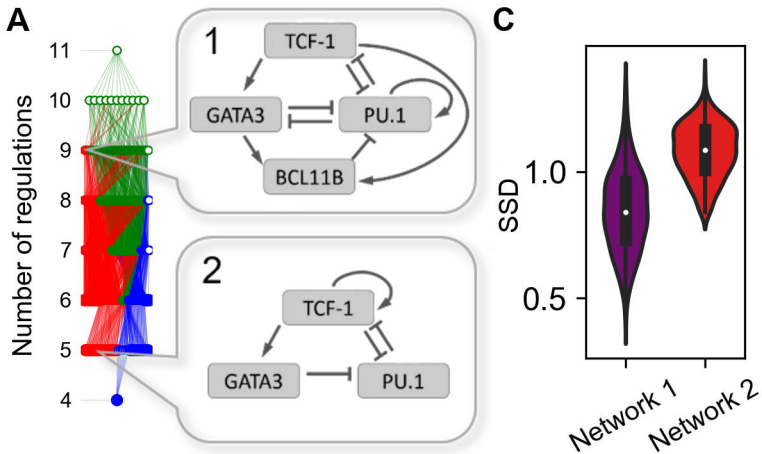 A
C
11
10
9
8
7
6
5
4
Number of regulations
1
TCF-1
GATA3
PU.1
BCL11B
2
TCF-1
GATA3
PU.1
SSD
1.0
0.5
Network 1
Network 2